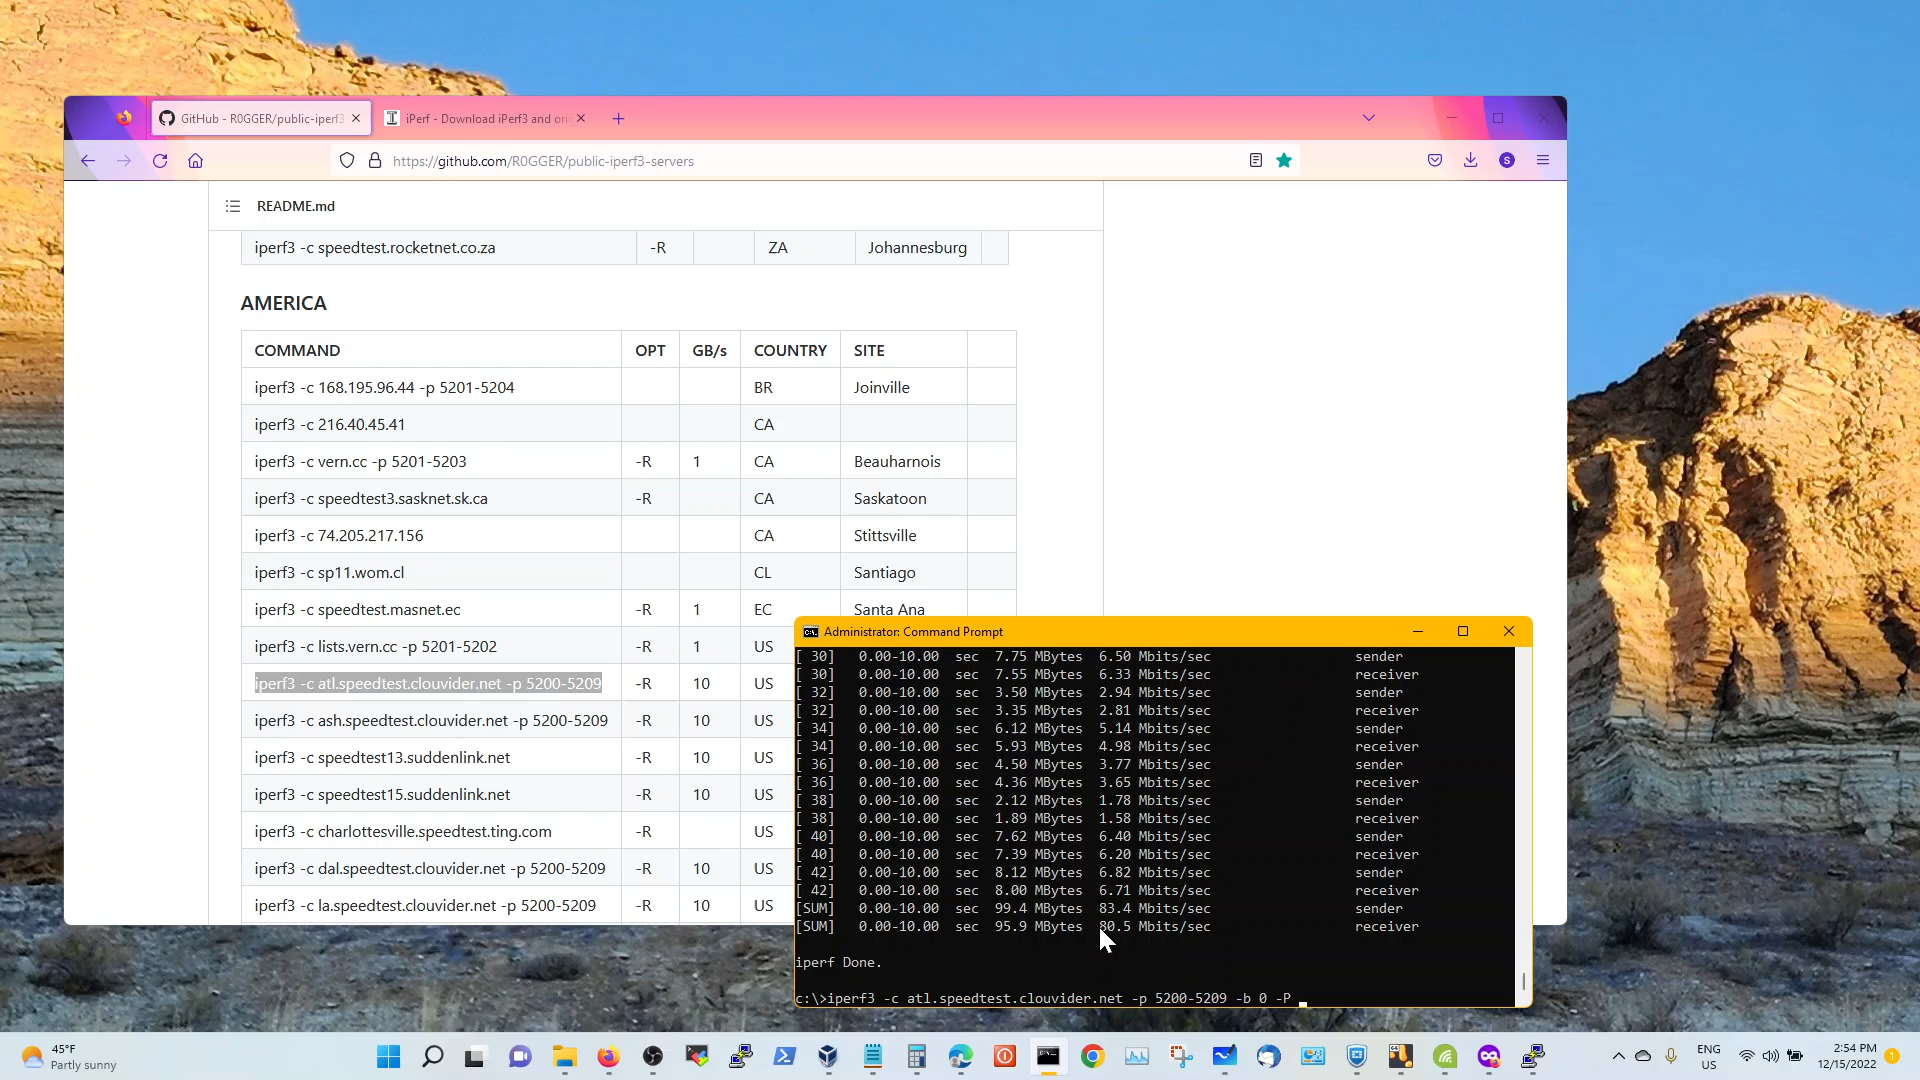 GitHub - R0GGER/public-iperf3
iPerf - Download iPerf3 and ori
https://github.com/R0GGER/public-iperf3-servers
S
README.md
iperf3 -c speedtest.rocketnet.co.za -R ZA Johannesburg
AMERICA
COMMAND OPT GB/s COUNTRY SITE
iperf3 -c 168.195.96.44 -p 5201-5204 BR Joinville
iperf3 -c 216.40.45.41 CA
iperf3 -c vern.cc -p 5201-5203 -R 1 CA Beauharnois
iperf3 -c speedtest3.sasknet.sk.ca -R CA Saskatoon
iperf3 -c 74.205.217.156 CA Stittsville
iperf3 -c sp11.wom.cl CL Santiago
iperf3 -c speedtest.masnet.ec -R 1 EC Santa Ana
iperf3 -c lists.vern.cc -p 5201-5202 -R 1 US
iperf3 -c atl.speedtest.clouvider.net -p 5200-5209 -R 10 US
iperf3 -c ash.speedtest.clouvider.net -p 5200-5209 -R 10 US
iperf3 -c speedtest13.suddenlink.net -R 10 US
iperf3 -c speedtest15.suddenlink.net -R 10 US
iperf3 -c charlottesville.speedtest.ting.com -R US
iperf3 -c dal.speedtest.clouvider.net -p 5200-5209 -R 10 US
iperf3 -c la.speedtest.clouvider.net -p 5200-5209 -R 10 US
Administrator: Command Prompt
[ 30] 0.00-10.00 sec 7.75 MBytes 6.50 Mbits/sec sender
[ 30] 0.00-10.00 sec 7.55 MBytes 6.33 Mbits/sec receiver
[ 32] 0.00-10.00 sec 3.50 MBytes 2.94 Mbits/sec sender
[ 32] 0.00-10.00 sec 3.35 MBytes 2.81 Mbits/sec receiver
[ 34] 0.00-10.00 sec 6.12 MBytes 5.14 Mbits/sec sender
[ 34] 0.00-10.00 sec 5.93 MBytes 4.98 Mbits/sec receiver
[ 36] 0.00-10.00 sec 4.50 MBytes 3.77 Mbits/sec sender
[ 36] 0.00-10.00 sec 4.36 MBytes 3.65 Mbits/sec receiver
[ 38] 0.00-10.00 sec 2.12 MBytes 1.78 Mbits/sec sender
[ 38] 0.00-10.00 sec 1.89 MBytes 1.58 Mbits/sec receiver
[ 40] 0.00-10.00 sec 7.62 MBytes 6.40 Mbits/sec sender
[ 40] 0.00-10.00 sec 7.39 MBytes 6.20 Mbits/sec receiver
[ 42] 0.00-10.00 sec 8.12 MBytes 6.82 Mbits/sec sender
[ 42] 0.00-10.00 sec 8.00 MBytes 6.71 Mbits/sec receiver
[SUM] 0.00-10.00 sec 99.4 MBytes 83.4 Mbits/sec sender
[SUM] 0.00-10.00 sec 95.9 MBytes 80.5 Mbits/sec receiver
iperf Done.
c:\>iperf3 -c atl.speedtest.clouvider.net -p 5200-5209 -b 0 -P
45°F
Partly sunny
ENG
US
2:54 PM
12/15/2022
1